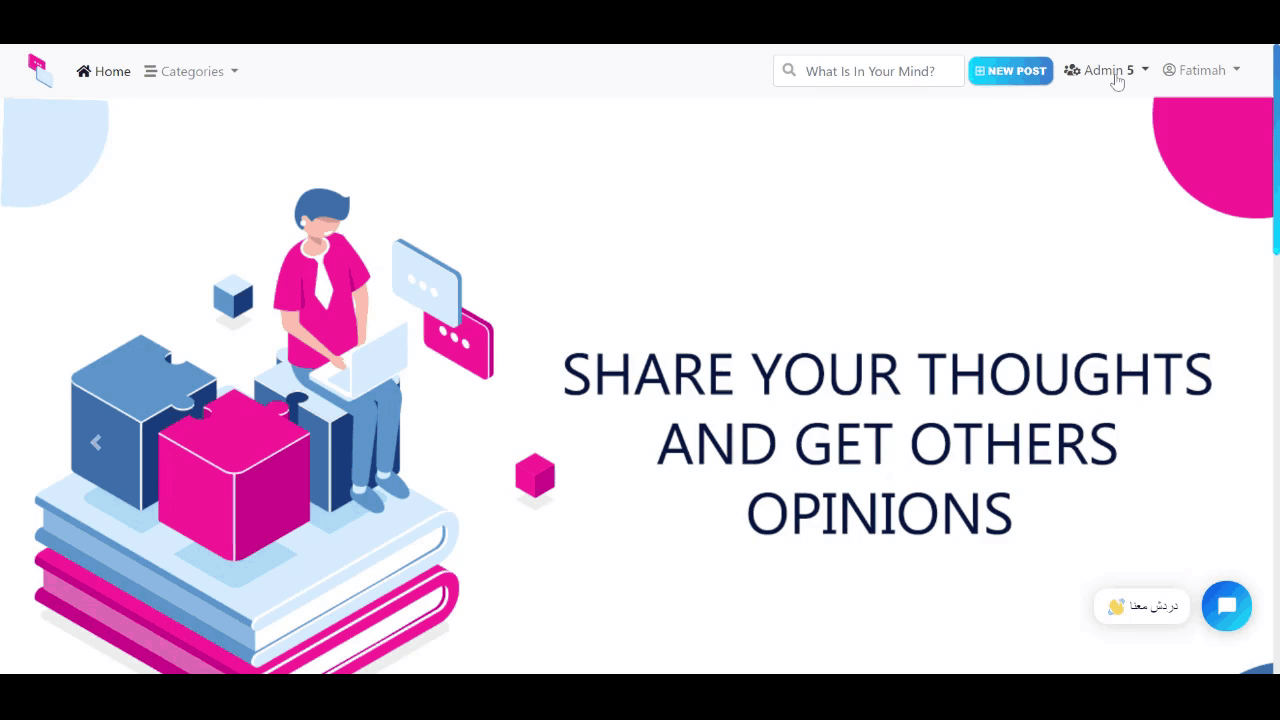 Home
Categories
What Is In Your Mind?
NEW POST
Admin 5
Fatimah
SHARE YOUR THOUGHTS
AND GET OTHERS
OPINIONS
دردش معنا 👋